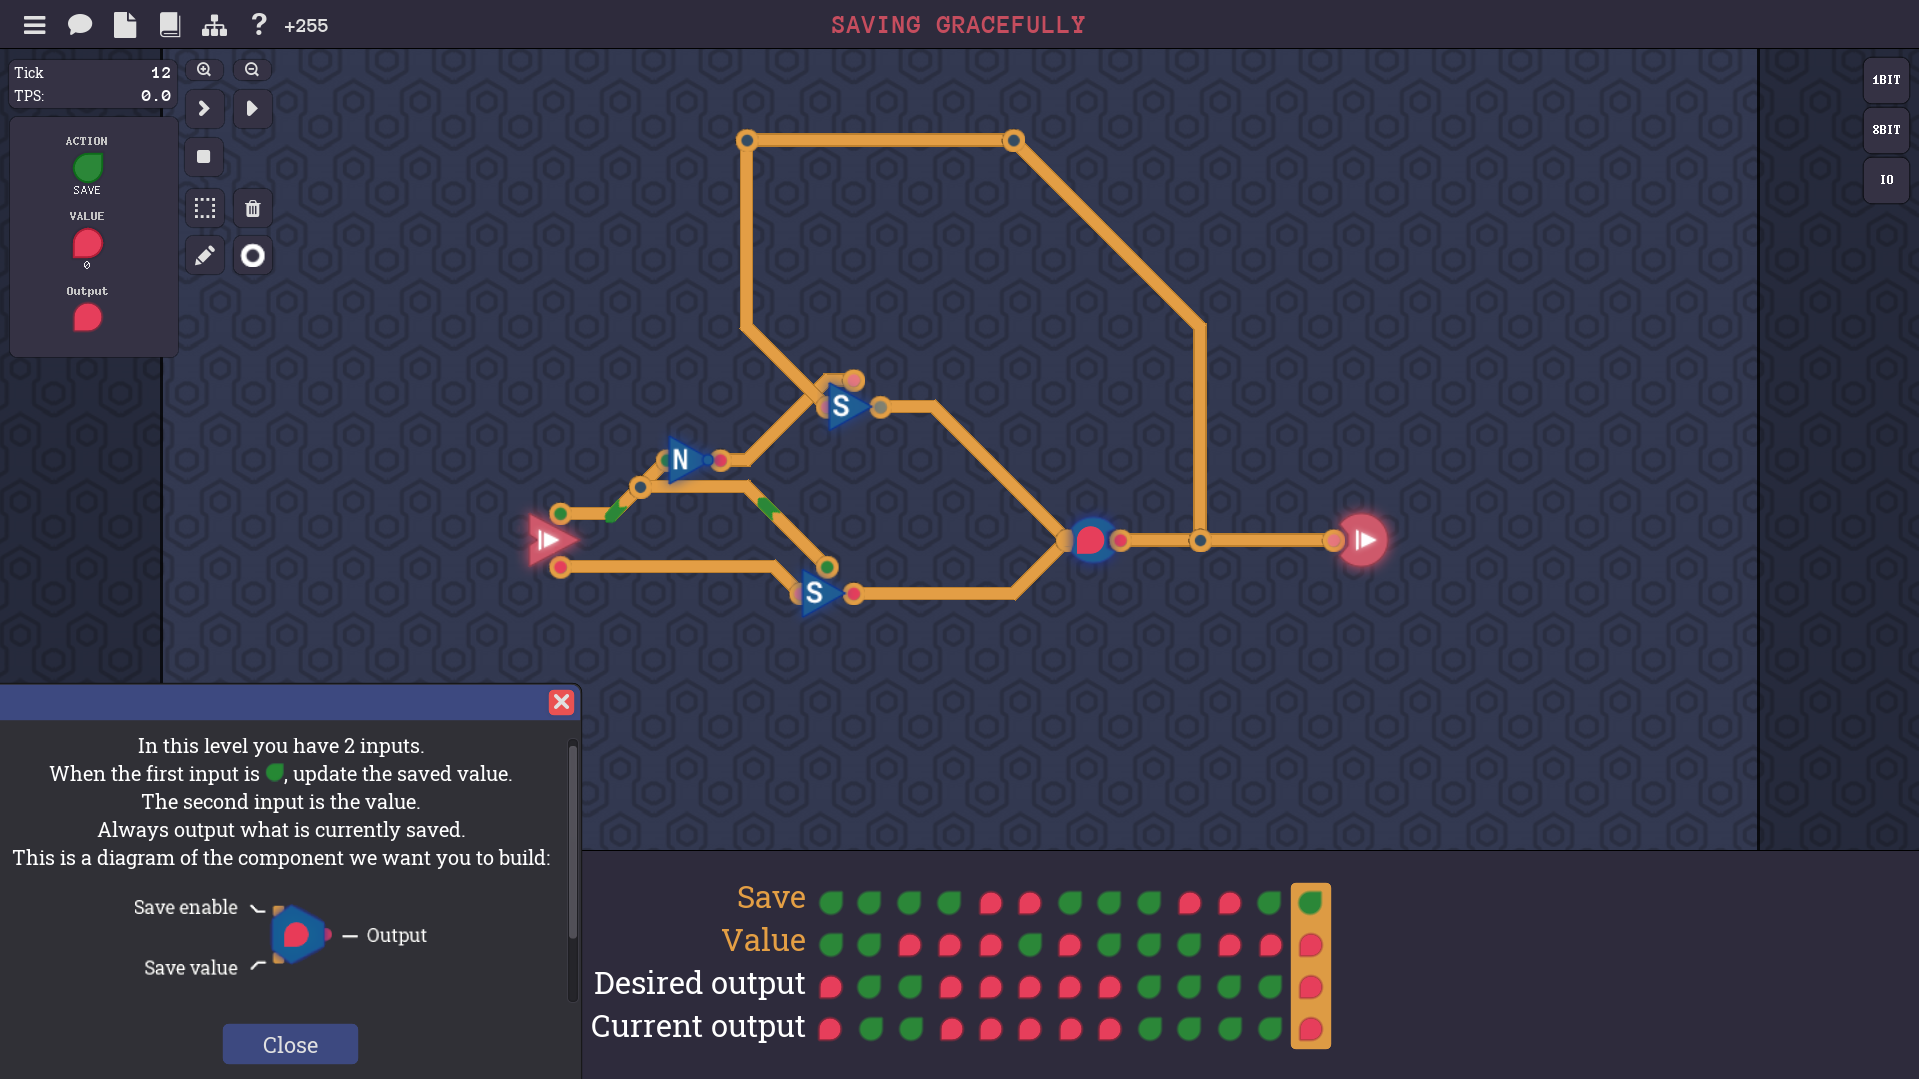 +255
SAVING GRACEFULLY
Tick 12
TPS: 0.0
ACTION
SAVE
VALUE
0
Output
1BIT
8BIT
IO
S
N
S
In this level you have 2 inputs.
When the first input is , update the saved value.
The second input is the value.
Always output what is currently saved.
This is a diagram of the component we want you to build:
Save enable
Output
Save value
Close
Save
Value
Desired output
Current output